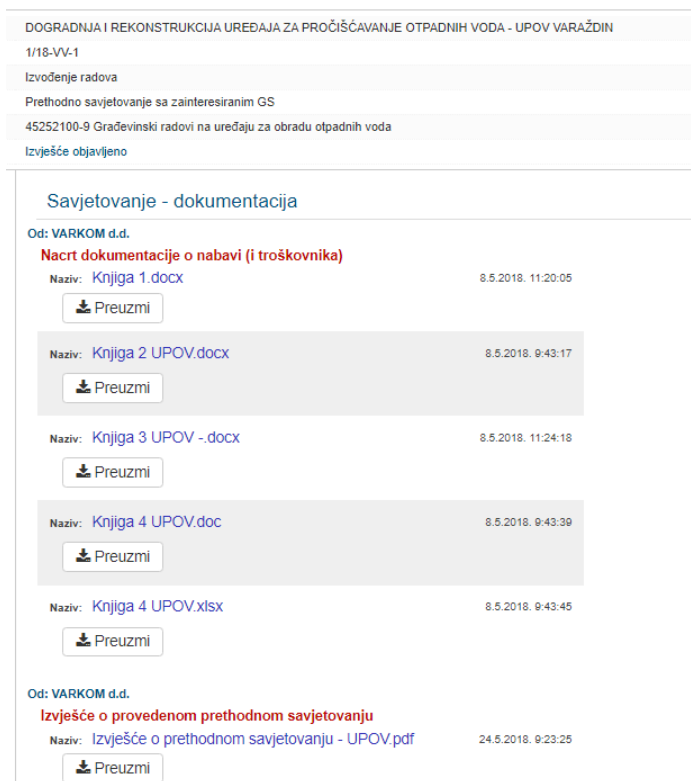 DOGRADNJA I REKONSTRUKCIJA UREĐAJA ZA PROČIŠĆAVANJE OTPADNIH VODA - UPOV VARAŽDIN
1/18-VV-1
Izvođenje radova
Prethodno savjetovanje sa zainteresiranim GS
45252100-9 Građevinski radovi na uređaju za obradu otpadnih voda
Izvješće objavljeno
Savjetovanje - dokumentacija
Od: VARKOM d.d.
Nacrt dokumentacije o nabavi (i troškovnika)
Naziv: Knjiga 1.docx 8.5.2018. 11:20:05
Preuzmi
Naziv: Knjiga 2 UPOV.docx 8.5.2018. 9:43:17
Preuzmi
Naziv: Knjiga 3 UPOV -.docx 8.5.2018. 11:24:18
Preuzmi
Naziv: Knjiga 4 UPOV.doc 8.5.2018. 9:43:39
Preuzmi
Naziv: Knjiga 4 UPOV.xlsx 8.5.2018. 9:43:45
Preuzmi
Od: VARKOM d.d.
Izvješće o provedenom prethodnom savjetovanju
Naziv: Izvješće o prethodnom savjetovanju - UPOV.pdf 24.5.2018. 9:23:25
Preuzmi